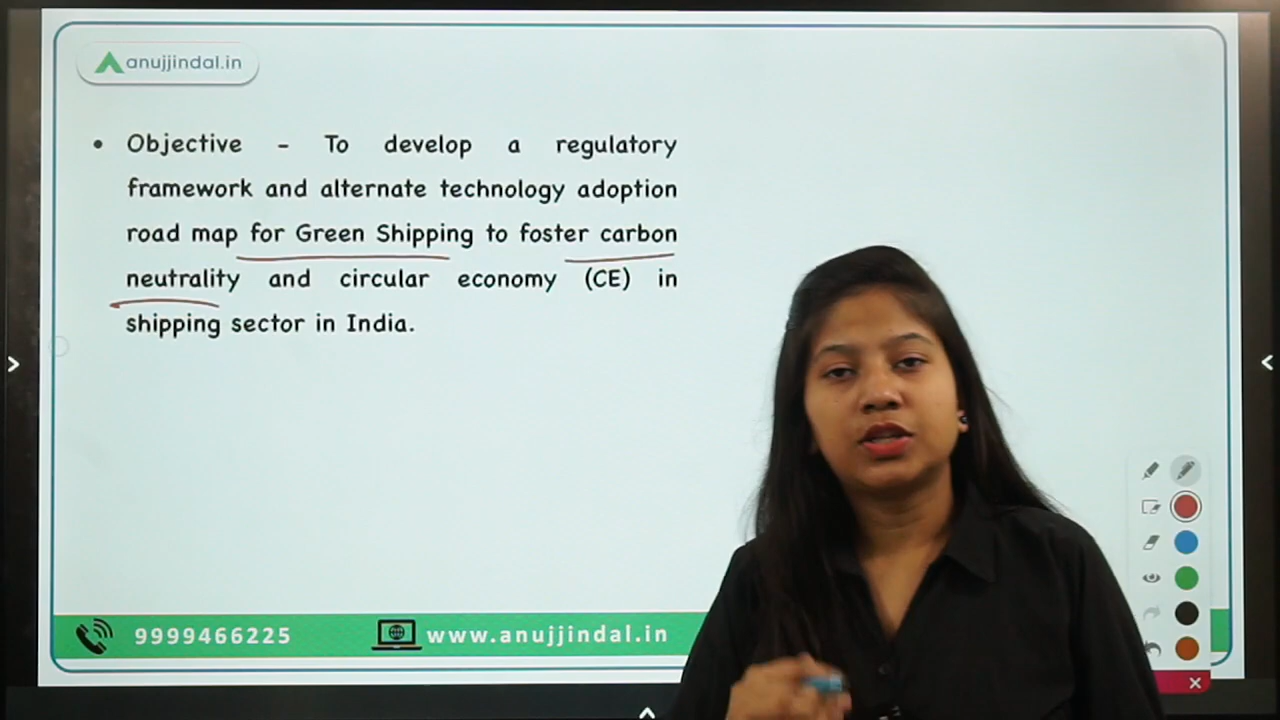 anujjindal.in
• Objective - To develop a regulatory
framework and alternate technology adoption
road map for Green Shipping to foster carbon
neutrality and circular economy (CE) in
shipping sector in India.
9999466225 www.anujjindal.in